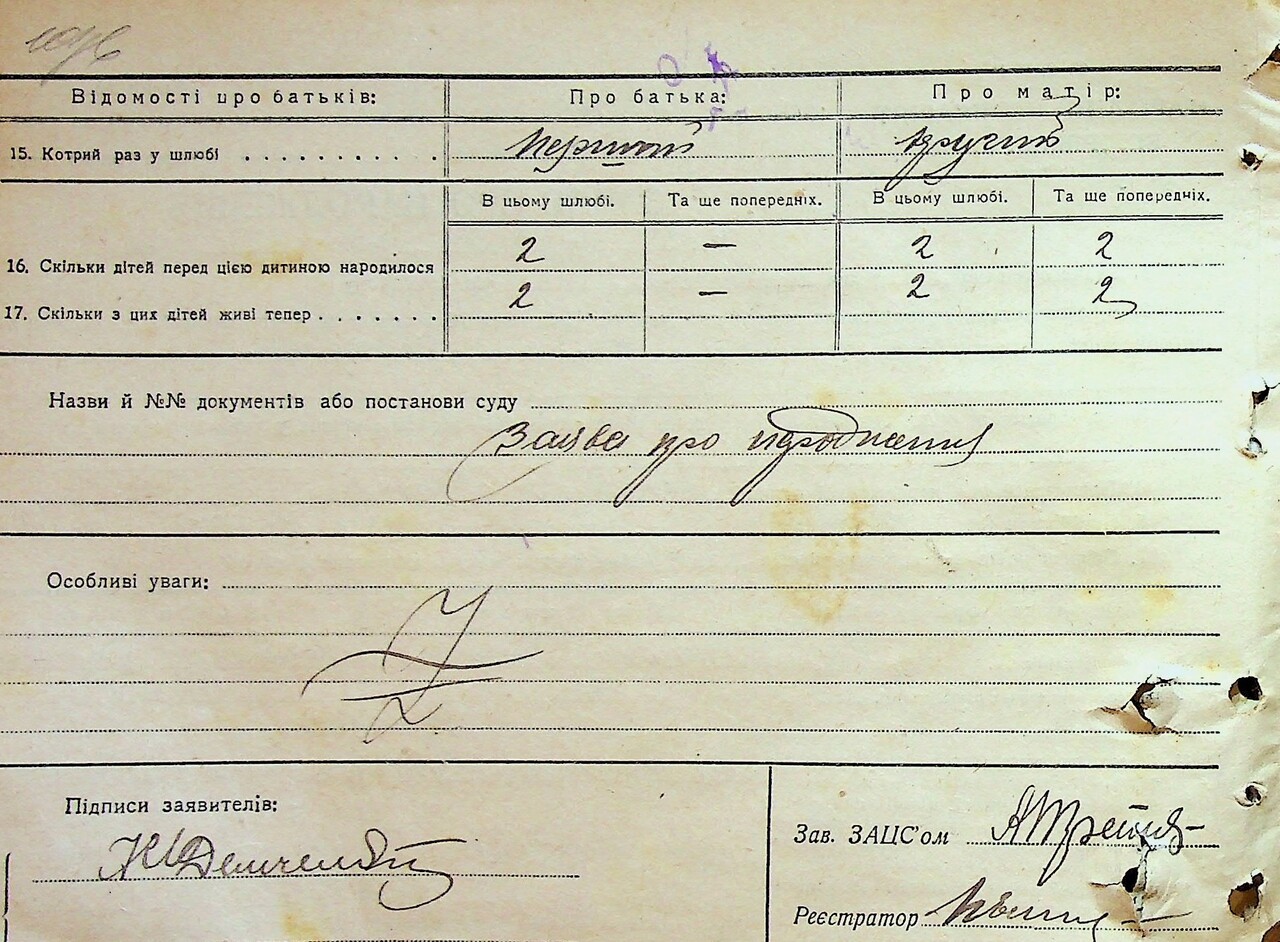 Відомості про батьків: Про батька: Про матір:
15. Котрий раз у шлюбі . . . . . . . . . . перший другий
В цьому шлюбі. Та ще попередніх. В цьому шлюбі. Та ще попередніх.
16. Скільки дітей перед цією дитиною народилося 2 — 2 2
17. Скільки з цих дітей живі тепер . . . . . . . 2 — 2 2
Назви й №№ документів або постанови суду
Заява про
Особливі уваги:
Підписи заявителів:
Зав. ЗАЦС'ом
Реєстратор